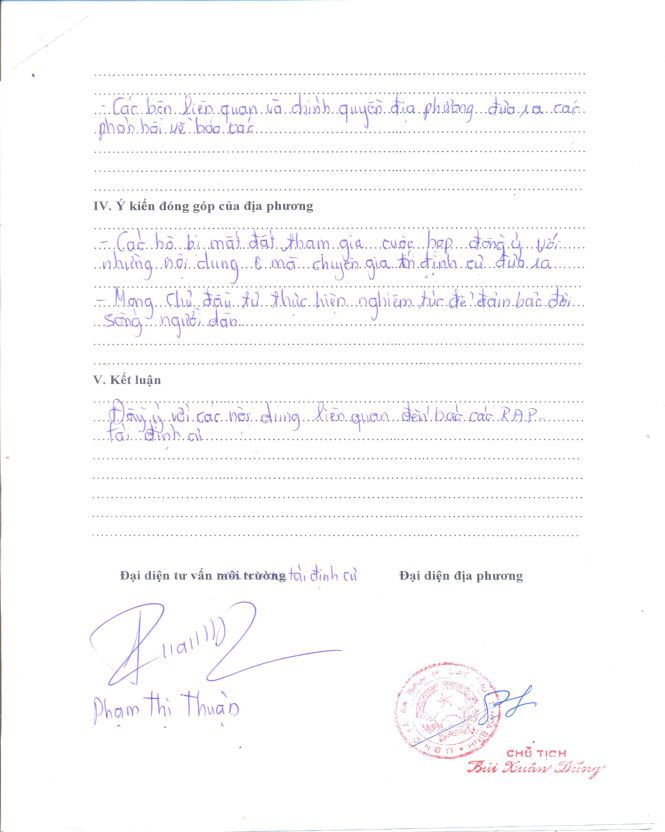 - Các bên liên quan và chính quyền địa phương đưa ra các
phản hồi về báo cáo
IV. Ý kiến đóng góp của địa phương
- Các hộ bị mất đất tham gia cuộc họp đồng ý với
những nội dung mà chuyên gia tái định cư đưa ra
- Mong Chủ đầu tư thực hiện nghiêm túc để đảm bảo đời
sống người dân
V. Kết luận
Đồng ý với các nội dung liên quan đến báo cáo RAP
tái định cư
Đại diện tư vấn môi trường tái định cư
Đại diện địa phương
Phạm Thị Thuận
CHỦ TỊCH
Bùi Xuân Dũng